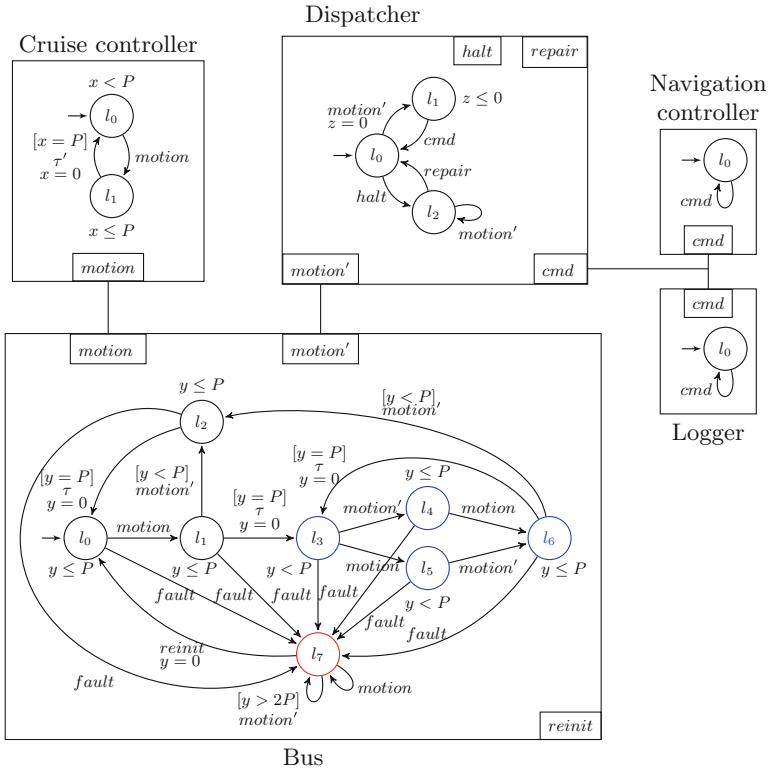 Dispatcher
Cruise controller
halt
repair
x < P
l₀
[x = P]
τ′
x = 0
motion
l₁
x ≤ P
motion
motion′
z = 0
l₁
z ≤ 0
cmd
l₀
repair
halt
l₂
motion′
motion′
cmd
Navigation
controller
l₀
cmd
cmd
cmd
l₀
cmd
Logger
motion
motion′
y ≤ P
l₂
[y < P]
motion′
[y = P]
τ
y = 0
[y < P]
motion′
[y = P]
τ
y = 0
[y = P]
τ
y = 0
y ≤ P
l₄
motion′
motion
l₀
motion
l₁
l₃
l₆
y ≤ P
y ≤ P
y < P
motion
l₅
motion′
y ≤ P
y < P
fault
fault
fault
fault
fault
fault
reinit
y = 0
l₇
fault
[y > 2P]
motion′
motion
reinit
Bus